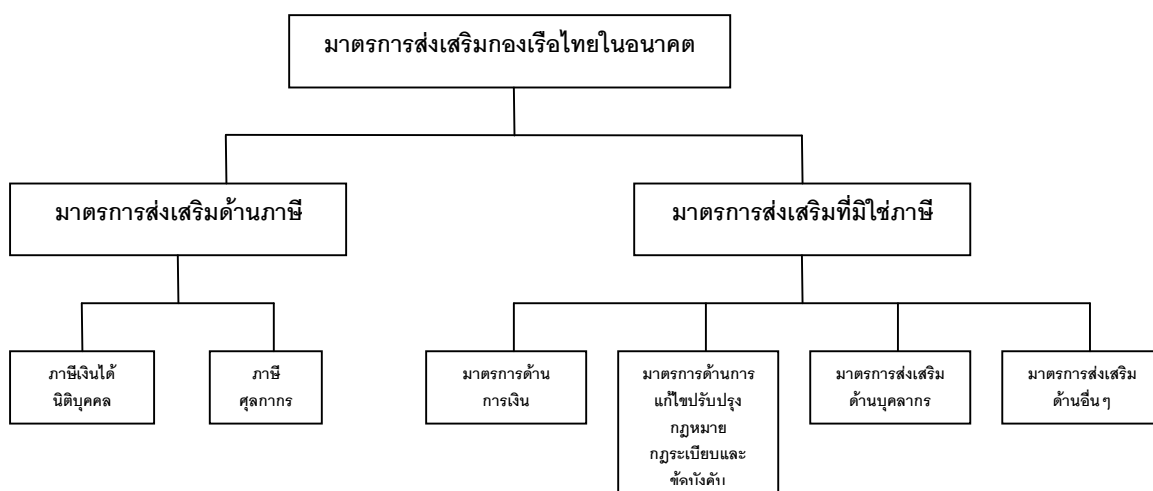 มาตรการส่งเสริมกองเรือไทยในอนาคต
มาตรการส่งเสริมด้านภาษี
มาตรการส่งเสริมที่มิใช่ภาษี
ภาษีเงินได้
นิติบุคคล
ภาษี
ศุลกากร
มาตรการด้าน
การเงิน
มาตรการด้านการ
แก้ไขปรับปรุง
กฎหมาย
กฎระเบียบและ
ข้อบังคับ
มาตรการส่งเสริม
ด้านบุคลากร
มาตรการส่งเสริม
ด้านอื่นๆ